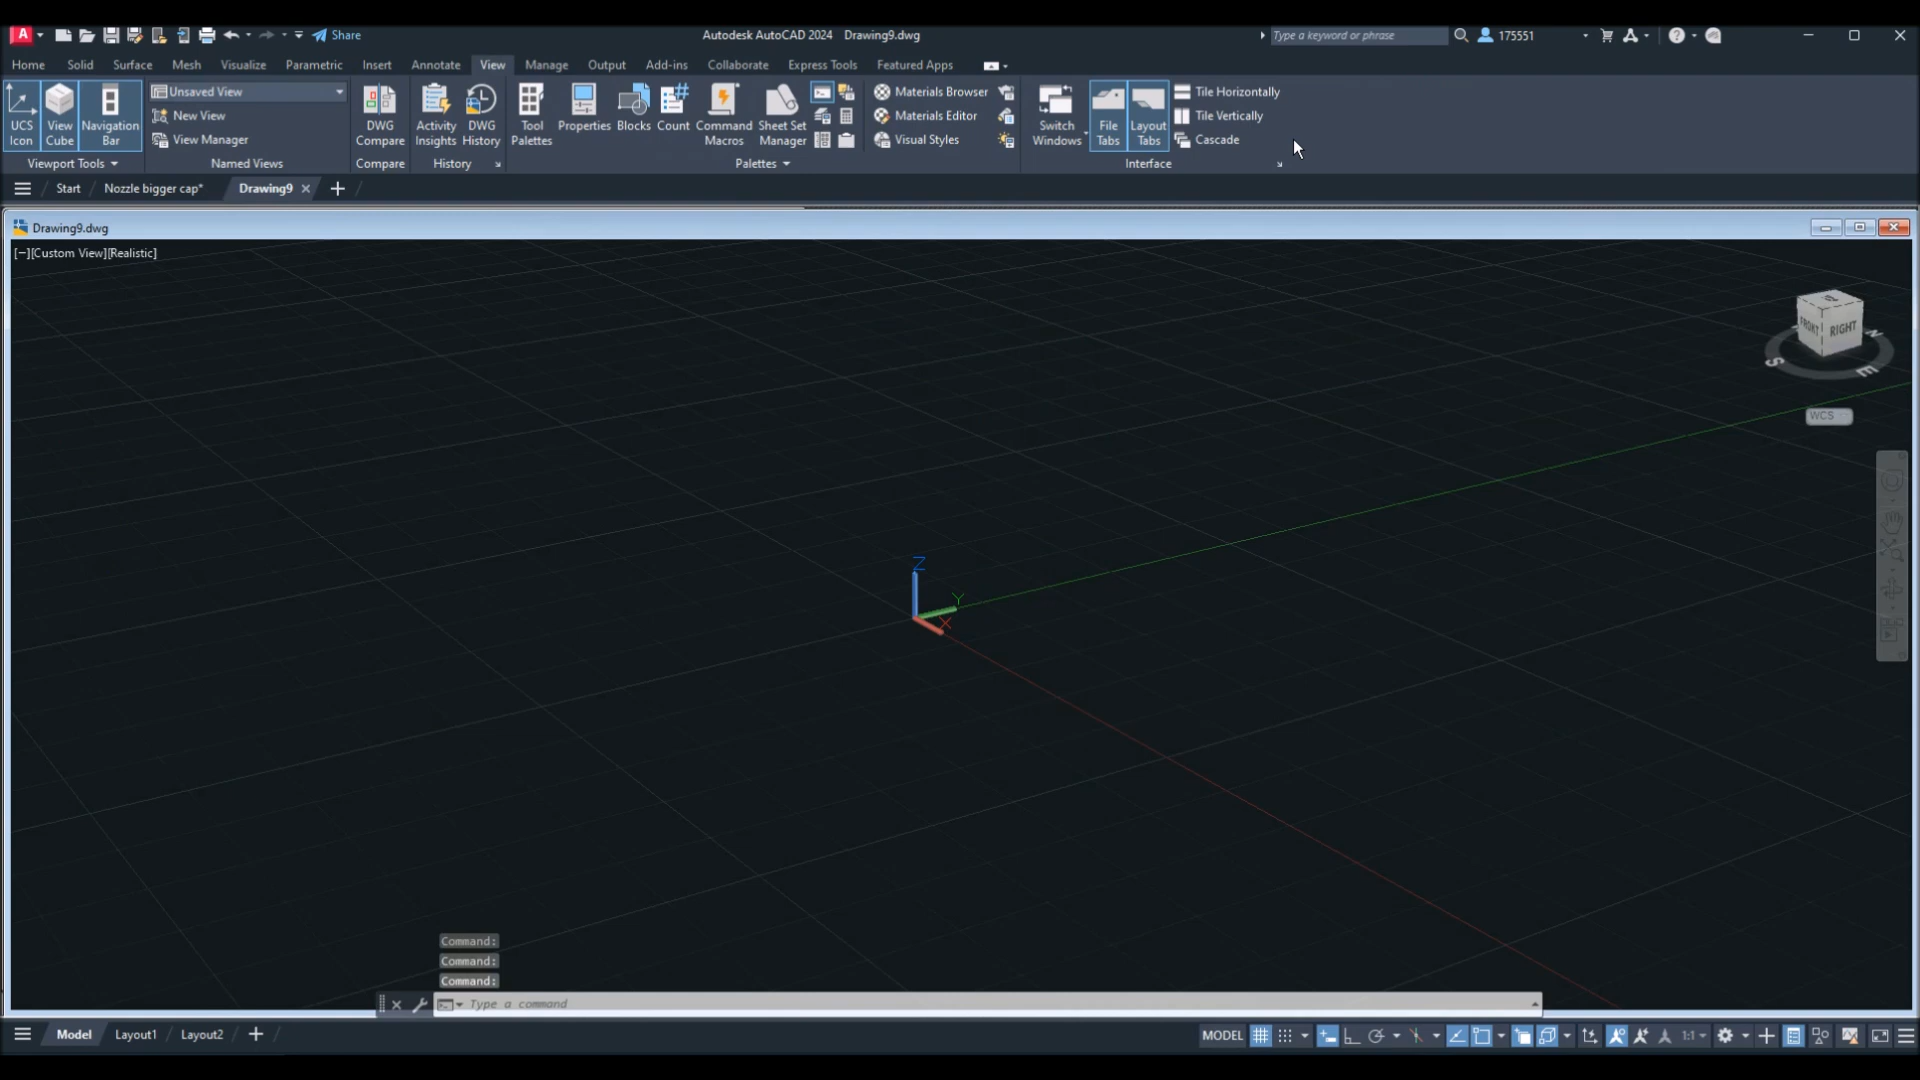 A Share Autodesk AutoCAD 2024 Drawing9.dwg Type a keyword or phrase 175551
Home Solid Surface Mesh Visualize Parametric Insert Annotate View Manage Output Add-ins Collaborate Express Tools Featured Apps
UCS Icon View Cube Navigation Bar
Viewport Tools
Unsaved View
New View
View Manager
Named Views
DWG Compare
Compare
Activity Insights DWG History
History
Tool Palettes Properties Blocks Count Command Macros Sheet Set Manager
Materials Browser
Materials Editor
Visual Styles
Palettes
Switch Windows File Tabs Layout Tabs
Tile Horizontally
Tile Vertically
Cascade
Interface
Start Nozzle bigger cap* Drawing9
Drawing9.dwg
[−][Custom View][Realistic]
FRONT RIGHT
S E
WCS
Z
Y
X
Command:
Command:
Command:
Type a command
Model Layout1 Layout2 MODEL 1:1